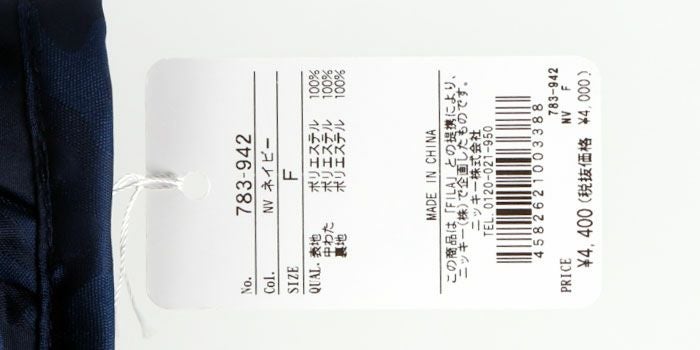 No. 783-942
Col. NV ネイビー
SIZE F
QUAL. 表地 ポリエステル 100%
中わた ポリエステル 100%
裏地 ポリエステル 100%
MADE IN CHINA
この商品は「FILA」との提携により、
ニッキー(株)で企画したものです。
ニッキー株式会社
TEL.0120-021-950
4582621003388
783-942
NV F
PRICE ¥4,400(税抜価格 ¥4,000)